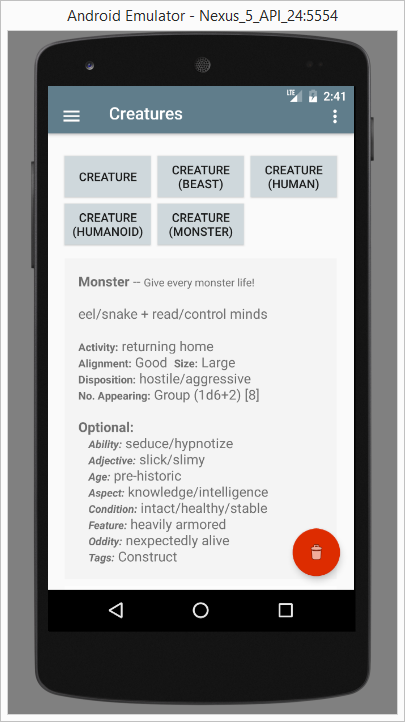 Android Emulator - Nexus_5_API_24:5554
LTE 2:41
Creatures
CREATURE
CREATURE
(BEAST)
CREATURE
(HUMAN)
CREATURE
(HUMANOID)
CREATURE
(MONSTER)
Monster -- Give every monster life!
eel/snake + read/control minds
Activity: returning home
Alignment: Good Size: Large
Disposition: hostile/aggressive
No. Appearing: Group (1d6+2) [8]
Optional:
Ability: seduce/hypnotize
Adjective: slick/slimy
Age: pre-historic
Aspect: knowledge/intelligence
Condition: intact/healthy/stable
Feature: heavily armored
Oddity: nexpectedly alive
Tags: Construct